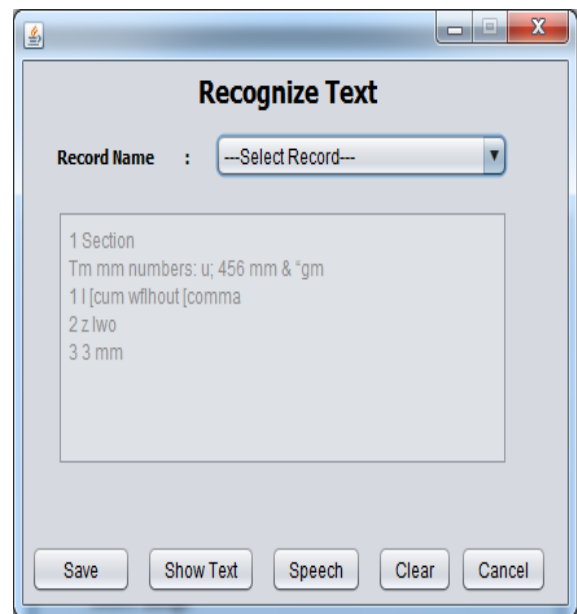 X
Recognize Text
Record Name : ---Select Record---
1 Section
Tm mm numbers: u; 456 mm & “gm
1 l [cum wflhout [comma
2 z lwo
3 3 mm
Save Show Text Speech Clear Cancel